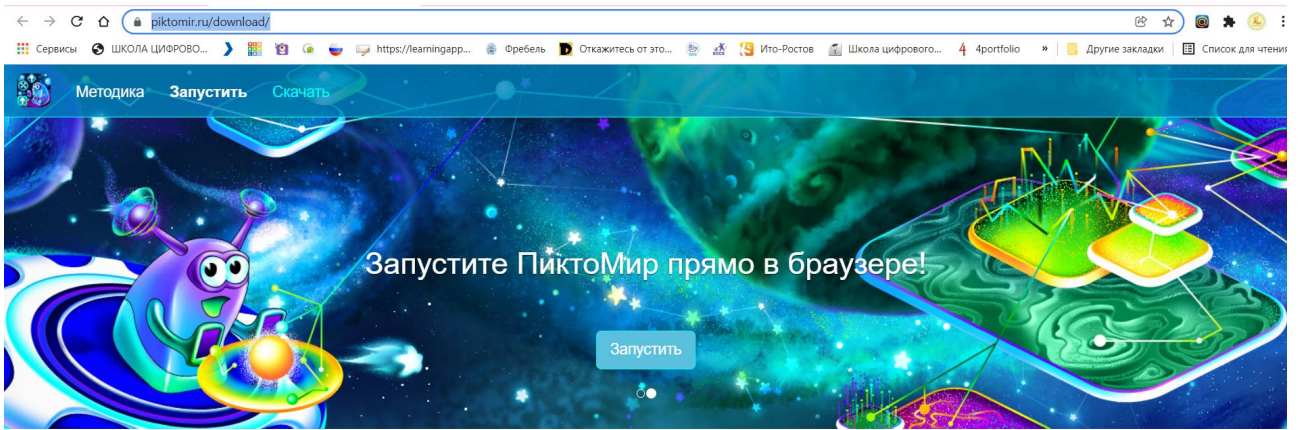 piktomir.ru/download/
Сервисы ШКОЛА ЦИФРОВО... https://learningapp... Фребель Откажитесь от это... Ито-Ростов Школа цифрового... 4portfolio » Другие закладки Список для чтения
Методика Запустить Скачать
Запустите ПиктоМир прямо в браузере!
Запустить